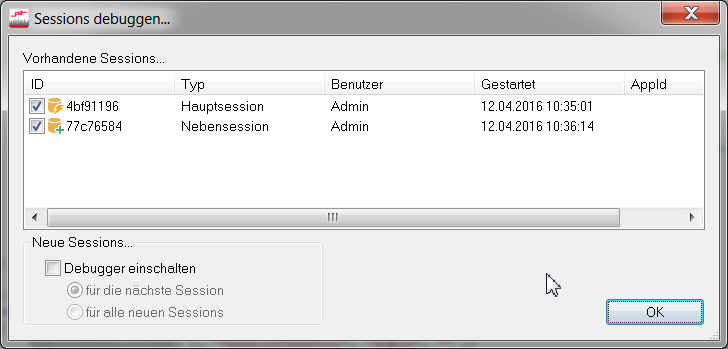 Sessions debuggen...
Vorhandene Sessions...
ID Typ Benutzer Gestartet AppId
4bf91196 Hauptsession Admin 12.04.2016 10:35:01
77c76584 Nebensession Admin 12.04.2016 10:36:14
Neue Sessions...
Debugger einschalten
für die nächste Session
für alle neuen Sessions
OK